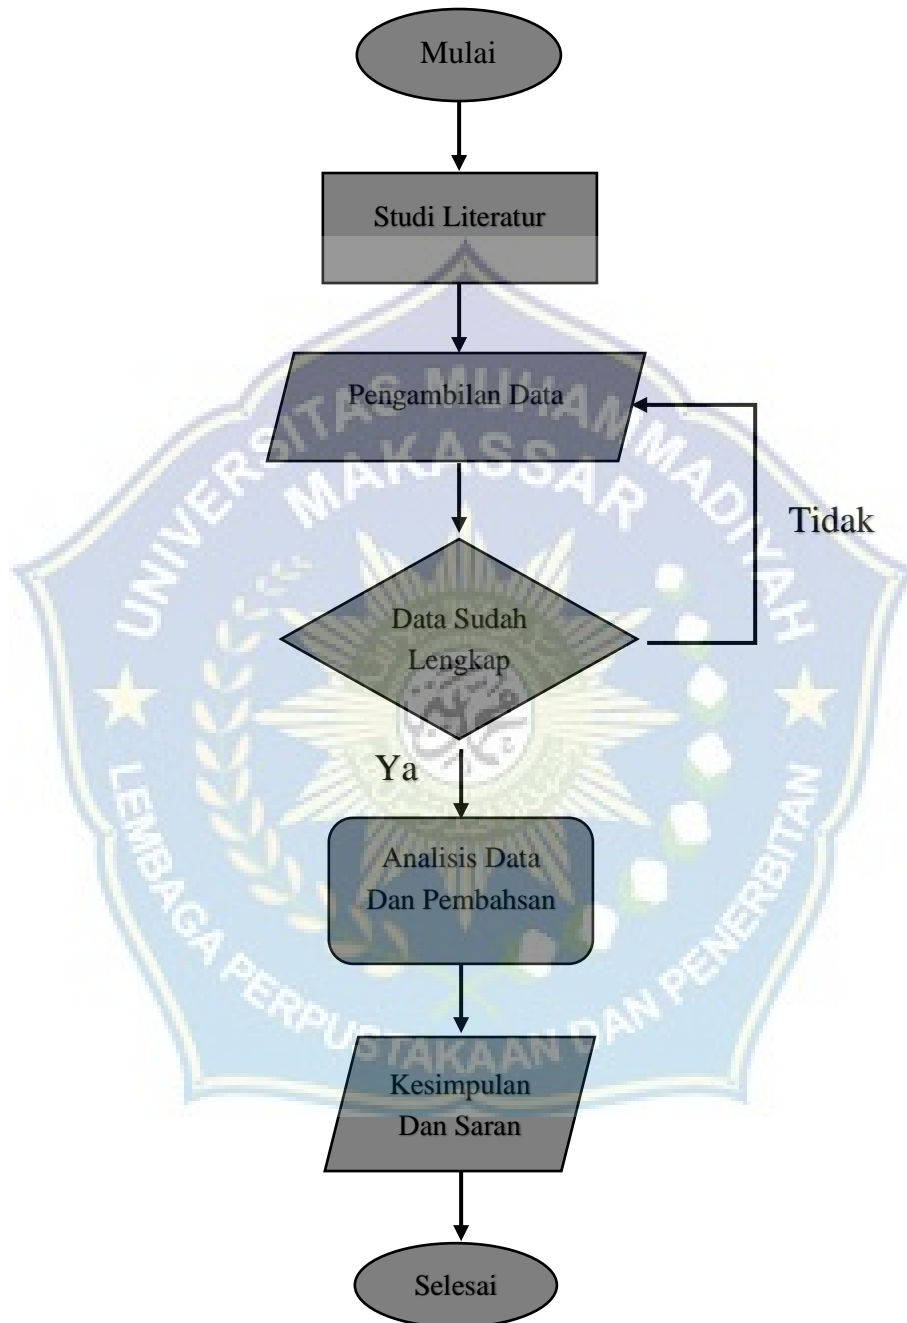 Mulai
Studi Literatur
Pengambilan Data
Tidak
Data Sudah
Lengkap
Ya
Analisis Data
Dan Pembahsan
Kesimpulan
Dan Saran
Selesai
UNIVERSITAS MUHAMMADIYAH
MAKASSAR
LEMBAGA PERPUSTAKAAN DAN PENERBITAN